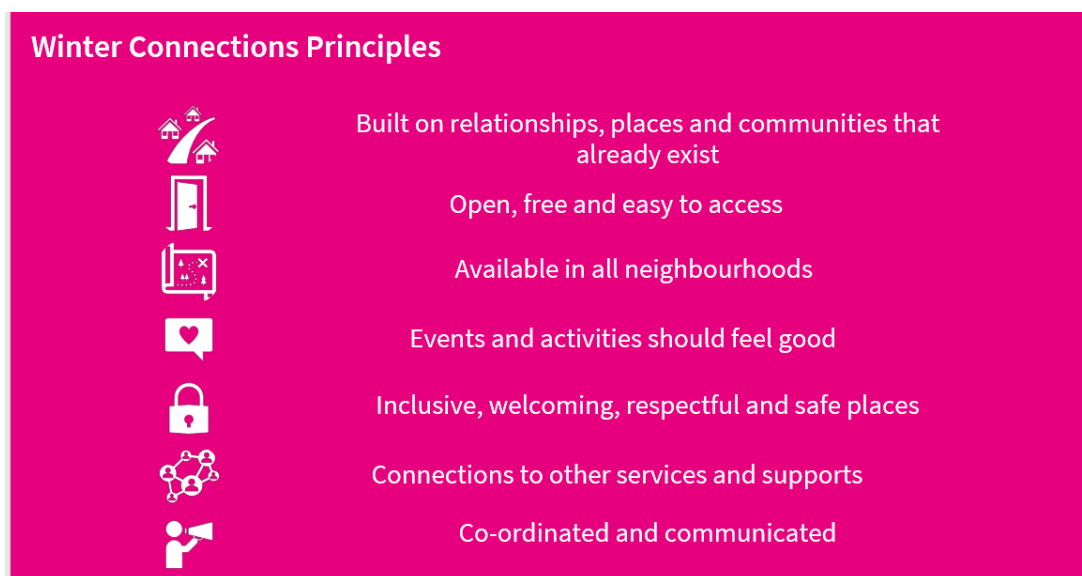 Winter Connections Principles
Built on relationships, places and communities that
already exist
Open, free and easy to access
Available in all neighbourhoods
Events and activities should feel good
Inclusive, welcoming, respectful and safe places
Connections to other services and supports
Co-ordinated and communicated